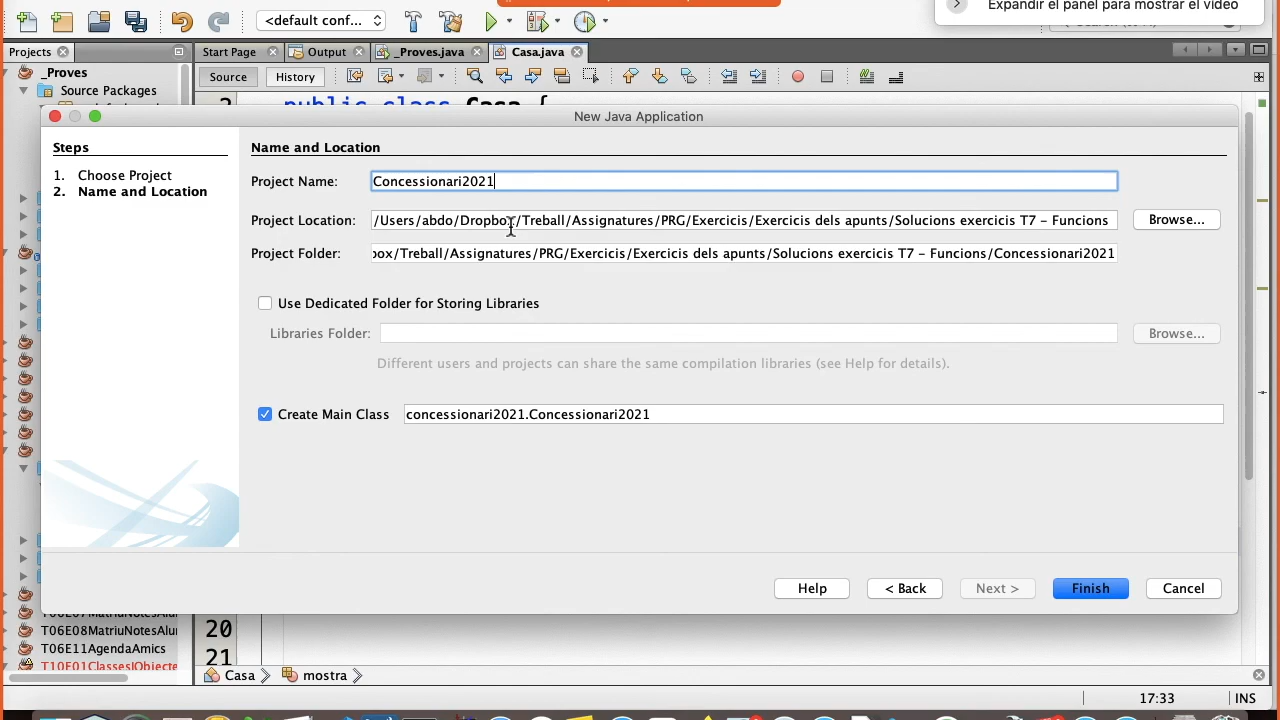 Expandir el panel para mostrar el vídeo
<default conf...
Projects
Start Page
Output
_Proves.java
Casa.java
_Proves
Source Packages
Source
History
public class Casa {
New Java Application
Steps
1. Choose Project
2. Name and Location
Name and Location
Project Name: Concessionari2021
Project Location: /Users/abdo/Dropbox/Treball/Assignatures/PRG/Exercicis/Exercicis dels apunts/Solucions exercicis T7 – Funcions
Browse...
Project Folder: box/Treball/Assignatures/PRG/Exercicis/Exercicis dels apunts/Solucions exercicis T7 – Funcions/Concessionari2021
Use Dedicated Folder for Storing Libraries
Libraries Folder:
Browse...
Different users and projects can share the same compilation libraries (see Help for details).
Create Main Class concessionari2021.Concessionari2021
Help
< Back
Next >
Finish
Cancel
T06E08MatriuNotesAlu
T06E11AgendaAmics
T10E01ClassesIObjecte
20
21
Casa
mostra
17:33
INS